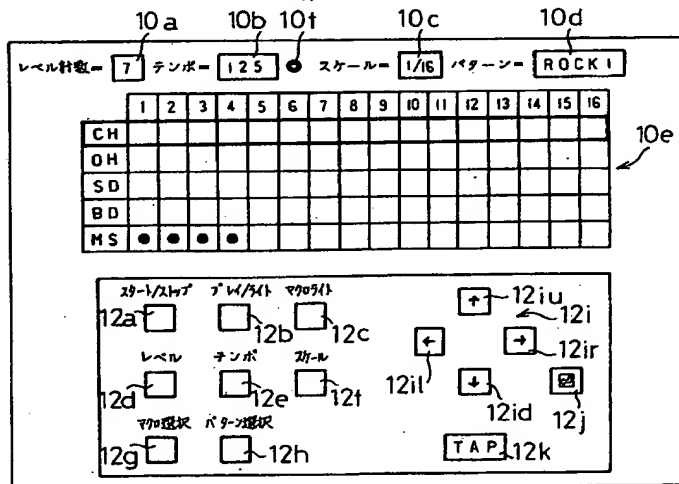 10a 10b 10t 10c 10d
レベル計数= 7 テンポ= 125 スケール= 1/16 パターン= ROCK1
1 2 3 4 5 6 7 8 9 10 11 12 13 14 15 16
CH
10e
OH
SD
BD
MS ● ● ● ●
スタート/ストップ プレイ/ライト マクロライト
12a 12b 12c
↑ 12iu 12i
← 12il → 12ir
レベル テンポ スケール
12d 12e 12f
↓ 12id 12j
マクロ選択 パターン選択
12g 12h
TAP 12k